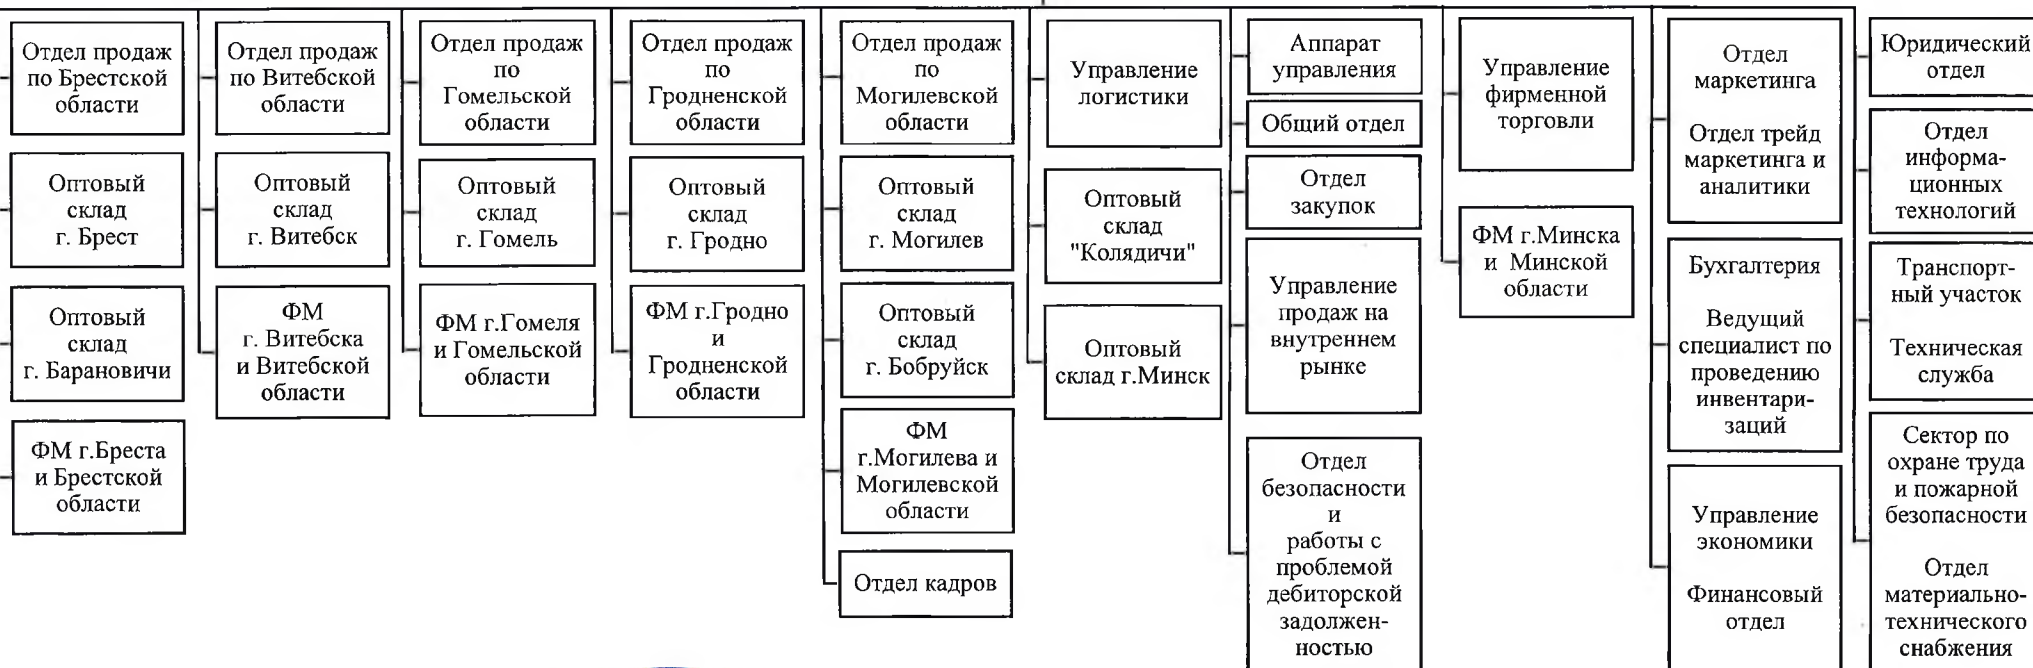 Отдел продаж
по Брестской
области
Оптовый
склад
г. Брест
Оптовый
склад
г. Барановичи
ФМ г.Бреста
и Брестской
области
Отдел продаж
по Витебской
области
Оптовый
склад
г. Витебск
ФМ
г. Витебска
и Витебской
области
Отдел продаж
по
Гомельской
области
Оптовый
склад
г. Гомель
ФМ г.Гомеля
и Гомельской
области
Отдел продаж
по
Гродненской
области
Оптовый
склад
г. Гродно
ФМ г.Гродно
и
Гродненской
области
Отдел продаж
по
Могилевской
области
Оптовый
склад
г. Могилев
Оптовый
склад
г. Бобруйск
ФМ
г.Могилева и
Могилевской
области
Отдел кадров
Управление
логистики
Оптовый
склад
"Колядичи"
Оптовый
склад г.Минск
Аппарат
управления
Общий отдел
Отдел
закупок
Управление
продаж на
внутреннем
рынке
Отдел
безопасности
и
работы с
проблемой
дебиторской
задолжен-
ностью
Управление
фирменной
торговли
ФМ г.Минска
и Минской
области
Отдел
маркетинга
Отдел трейд
маркетинга и
аналитики
Бухгалтерия
Ведущий
специалист по
проведению
инвентари-
заций
Управление
экономики
Финансовый
отдел
Юридический
отдел
Отдел
информа-
ционных
технологий
Транспорт-
ный участок
Техническая
служба
Сектор по
охране труда
и пожарной
безопасности
Отдел
материально-
технического
снабжения